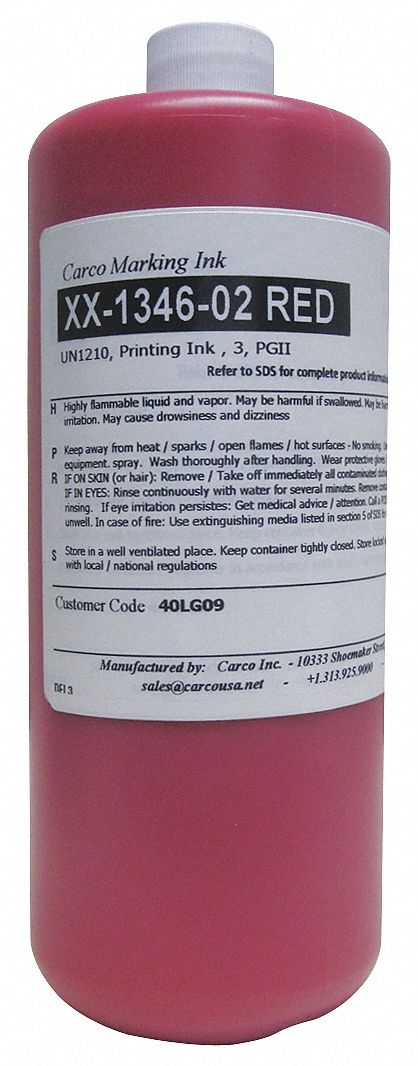 Carco Marking Ink
XX-1346-02 RED
UN1210, Printing Ink , 3, PGII
Refer to SDS for complete product information
H Highly flammable liquid and vapor. May be harmful if swallowed. May be
irritation. May cause drowsiness and dizziness
P Keep away from heat / sparks / open flames / hot surfaces - No smoking.
equipment. spray. Wash thoroughly after handling. Wear protective gloves
R IF ON SKIN (or hair): Remove / Take off immediately all contaminated
IF IN EYES: Rinse continuously with water for several minutes. Remove
rinsing. If eye irritation persistes: Get medical advice / attention. Call a
unwell. In case of fire: Use extinguishing media listed in section 5 of SDS
S Store in a well ventilated place. Keep container tightly closed. Store locked
with local / national regulations
Customer Code 40LG09
Manufactured by: Carco Inc. - 10333 Shoemaker Street
sales@carcousa.net - +1.313.925.9000 -